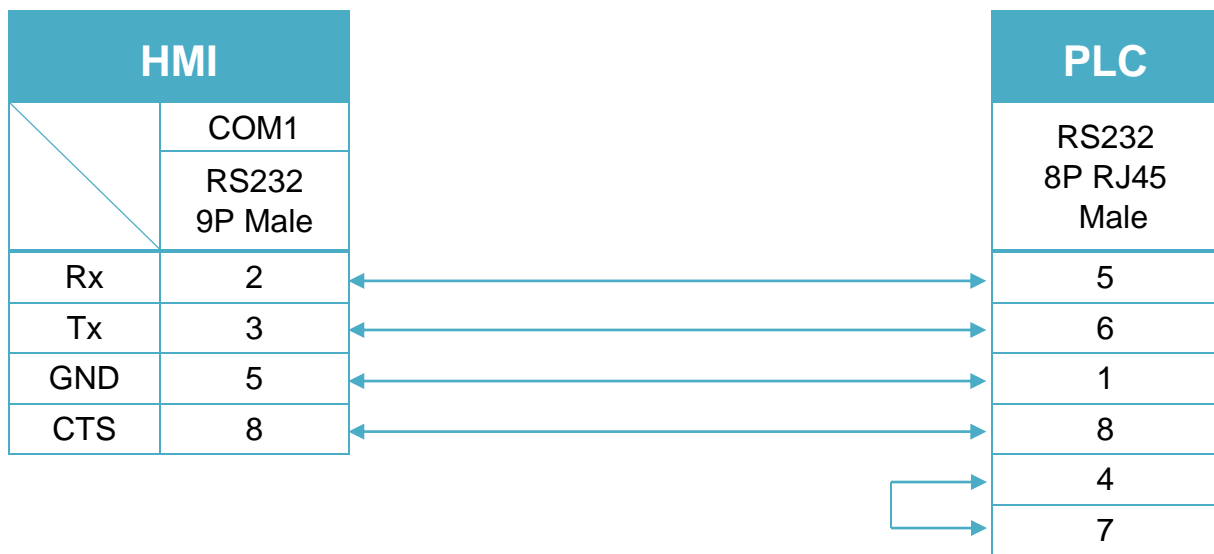 HMI
PLC
COM1
RS232
9P Male
RS232
8P RJ45
Male
Rx 2 5
Tx 3 6
GND 5 1
CTS 8 8
4
7